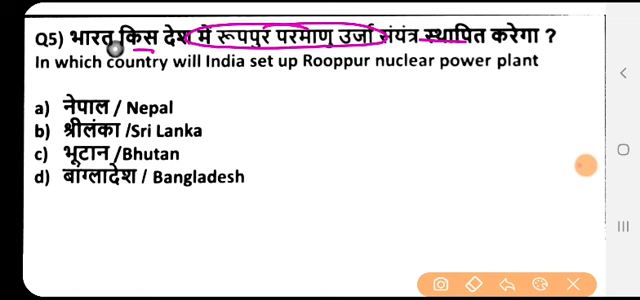 Q5) भारत किस देश में रूपपुर परमाणु उर्जा संयंत्र स्थापित करेगा ?
In which country will India set up Rooppur nuclear power plant
a) नेपाल / Nepal
b) श्रीलंका /Sri Lanka
c) भूटान /Bhutan
d) बांग्लादेश / Bangladesh